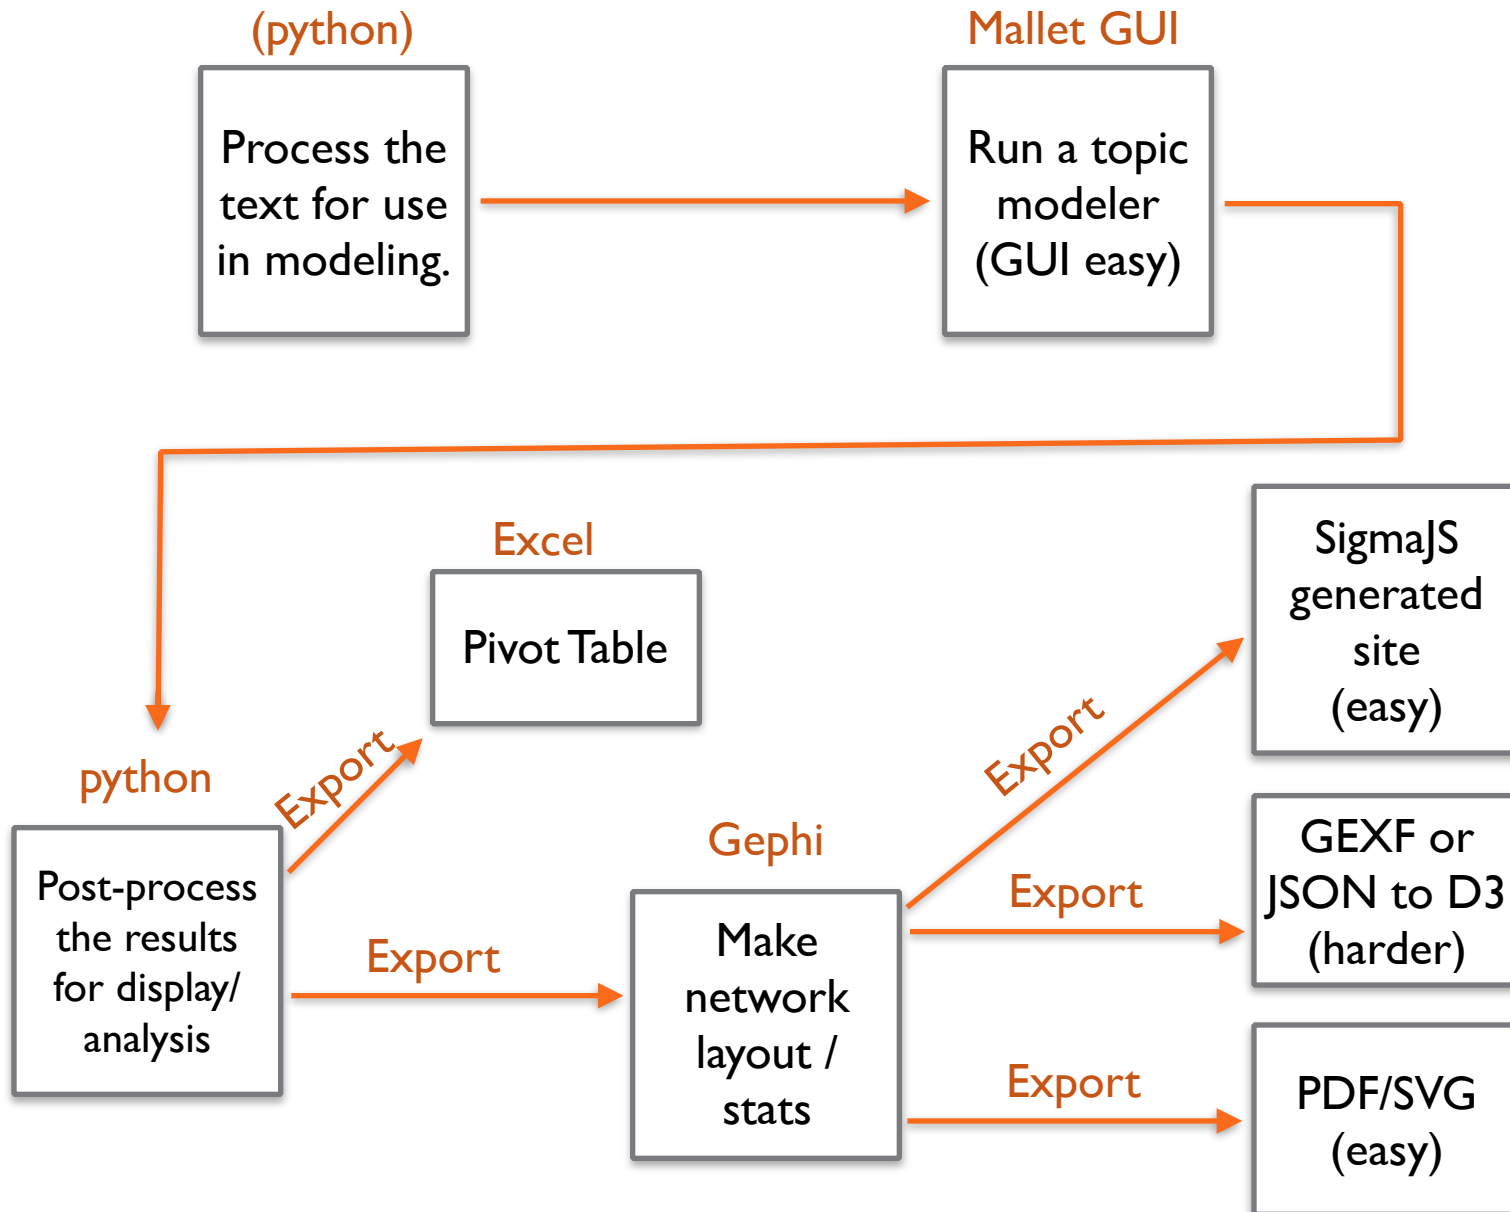 (python)
Process the
text for use
in modeling.
Mallet GUI
Run a topic
modeler
(GUI easy)
Excel
Pivot Table
python
Post-process
the results
for display/
analysis
Export
Export
Gephi
Make
network
layout /
stats
Export
SigmaJS
generated
site
(easy)
Export
GEXF or
JSON to D3
(harder)
Export
PDF/SVG
(easy)